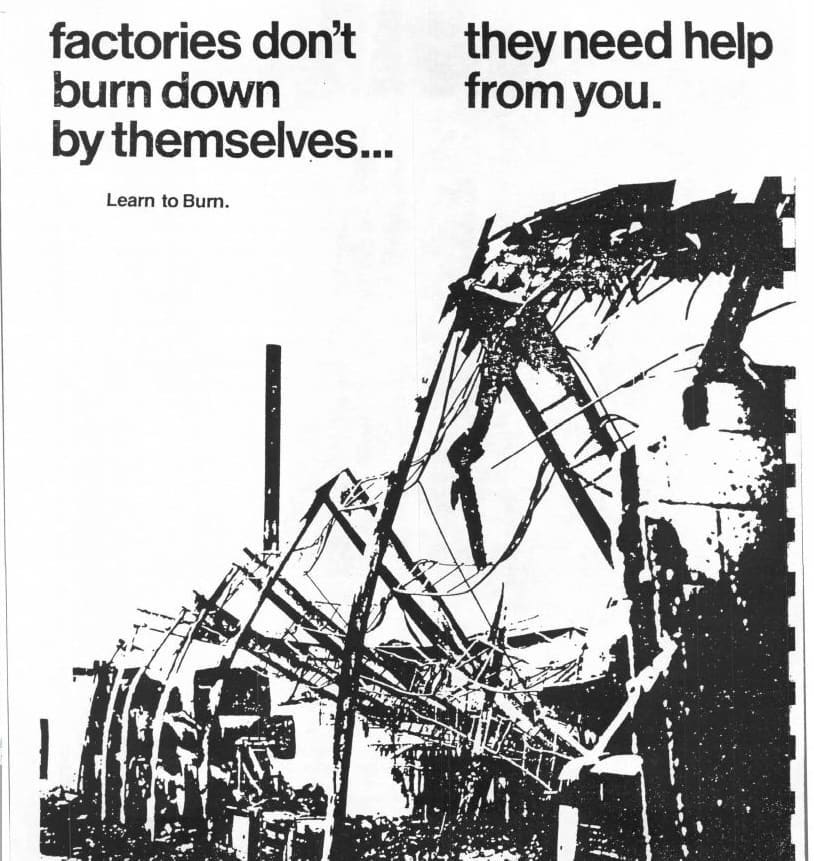 factories don't
burn down
by themselves...
they need help
from you.
Learn to Burn.